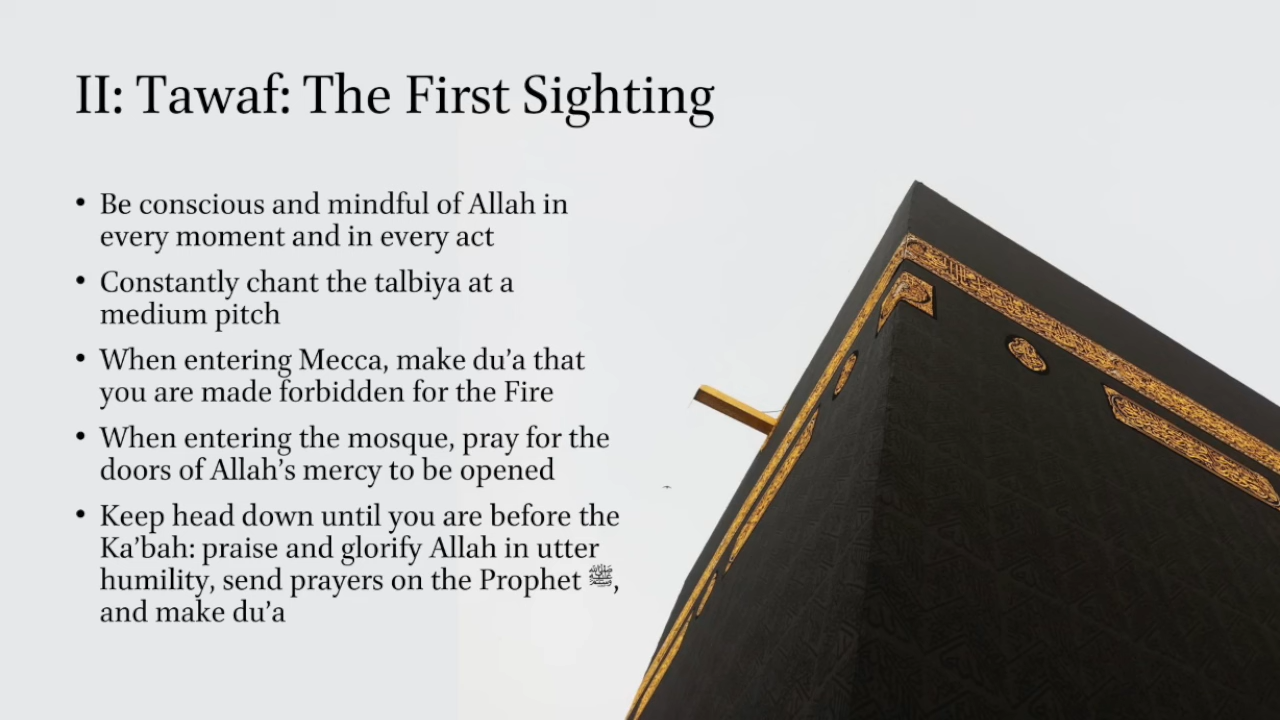 II: Tawaf: The First Sighting
• Be conscious and mindful of Allah in
every moment and in every act
• Constantly chant the talbiya at a
medium pitch
• When entering Mecca, make du’a that
you are made forbidden for the Fire
• When entering the mosque, pray for the
doors of Allah’s mercy to be opened
• Keep head down until you are before the
Ka’bah: praise and glorify Allah in utter
humility, send prayers on the Prophet ﷺ,
and make du’a